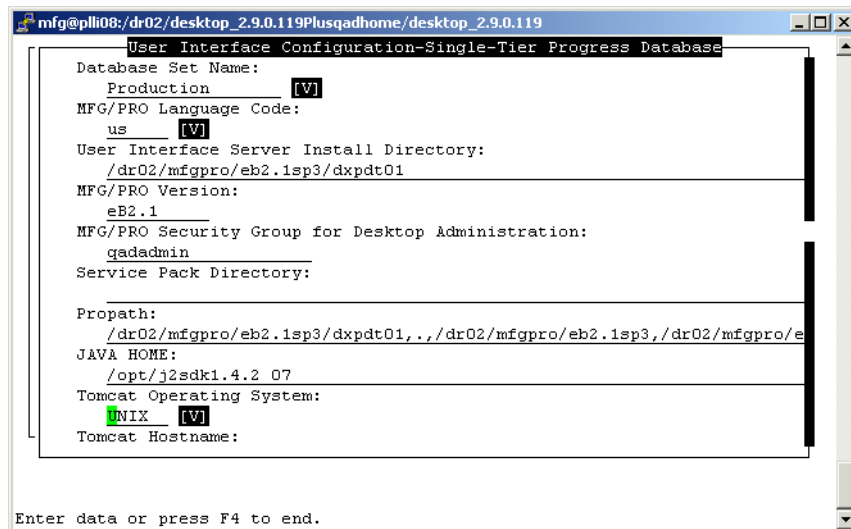 mfg@plli08:/dr02/desktop_2.9.0.119Plusqadhome/desktop_2.9.0.119
User Interface Configuration-Single-Tier Progress Database
Database Set Name:
Production [V]
MFG/PRO Language Code:
us [V]
User Interface Server Install Directory:
/dr02/mfgpro/eb2.1sp3/dxpdt01
MFG/PRO Version:
eB2.1
MFG/PRO Security Group for Desktop Administration:
qadadmin
Service Pack Directory:
Propath:
/dr02/mfgpro/eb2.1sp3/dxpdt01,.,/dr02/mfgpro/eb2.1sp3,/dr02/mfgpro/e
JAVA HOME:
/opt/j2sdk1.4.2_07
Tomcat Operating System:
UNIX [V]
Tomcat Hostname:
Enter data or press F4 to end.